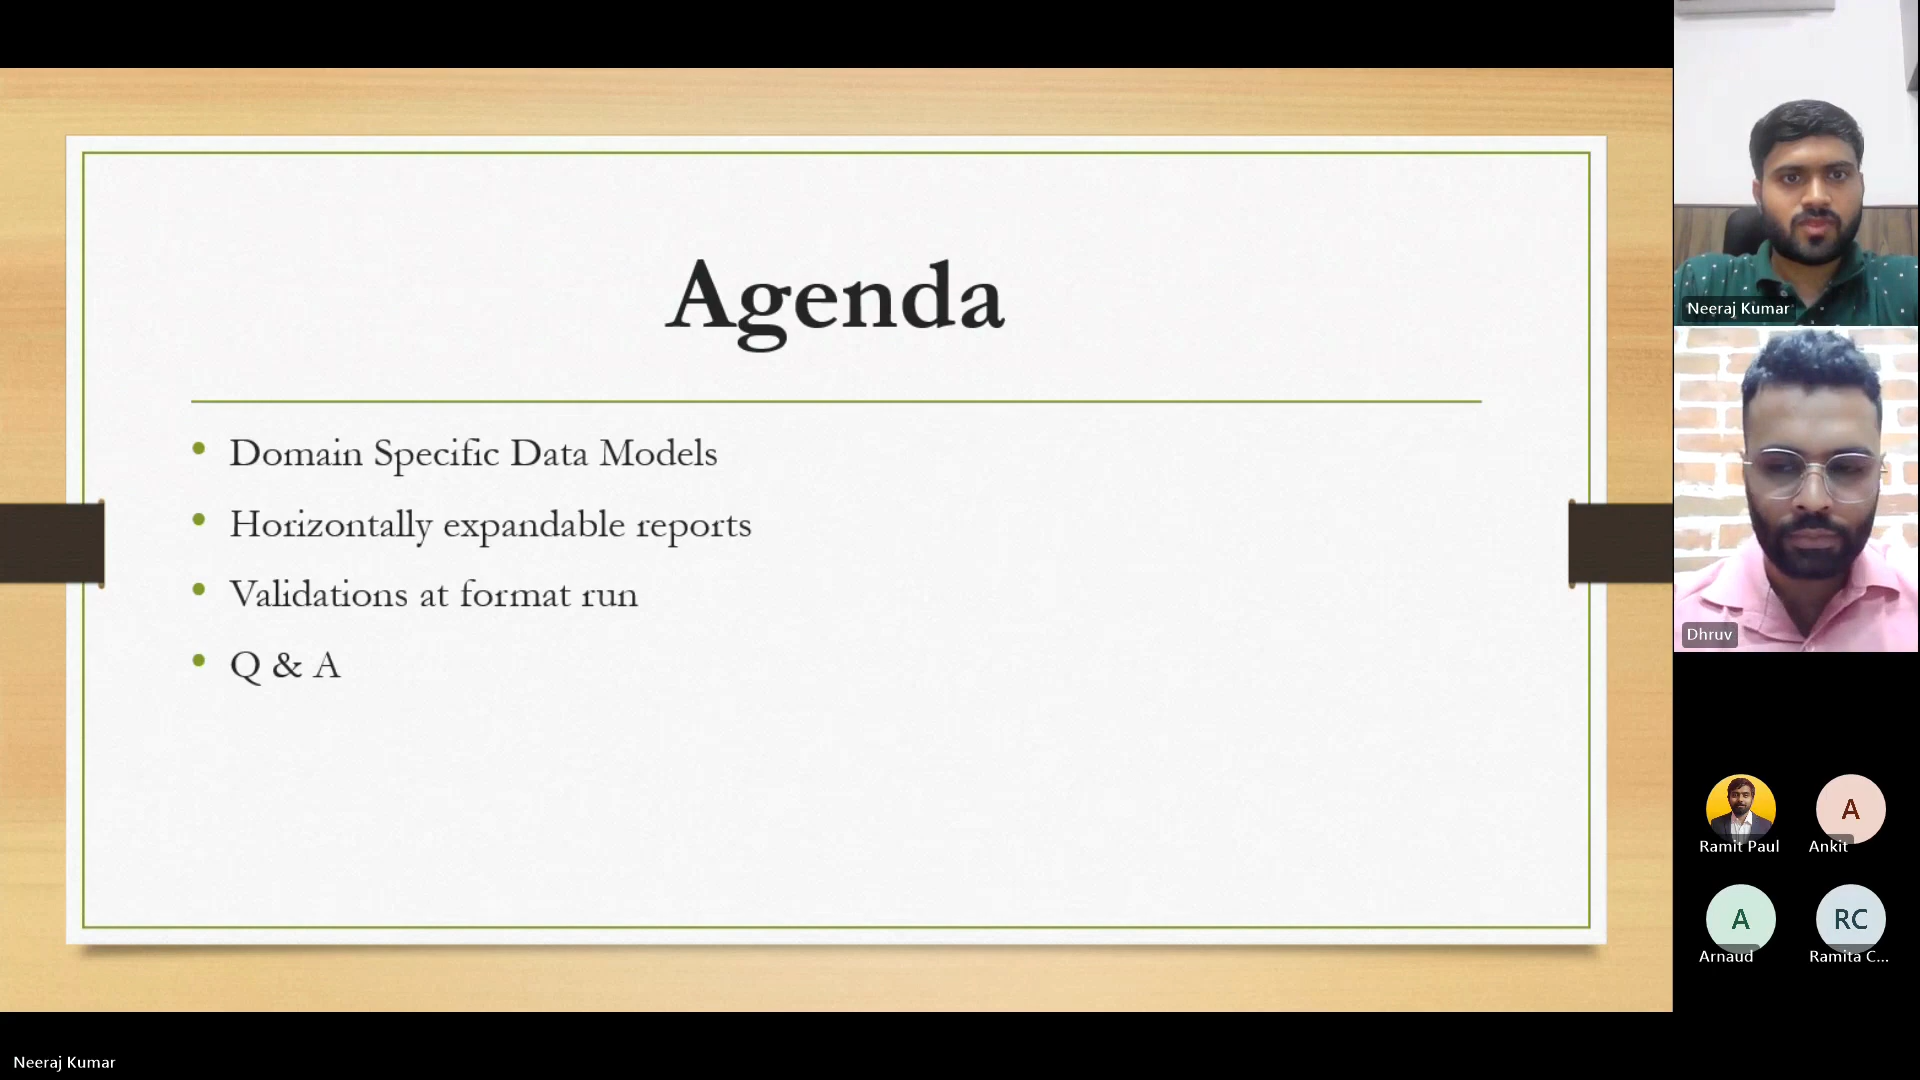 Agenda
Domain Specific Data Models
Horizontally expandable reports
Validations at format run
Q & A
Neeraj Kumar
Dhruv
Ramit Paul
A
Ankit
A
Arnaud
RC
Ramita C...
Neeraj Kumar